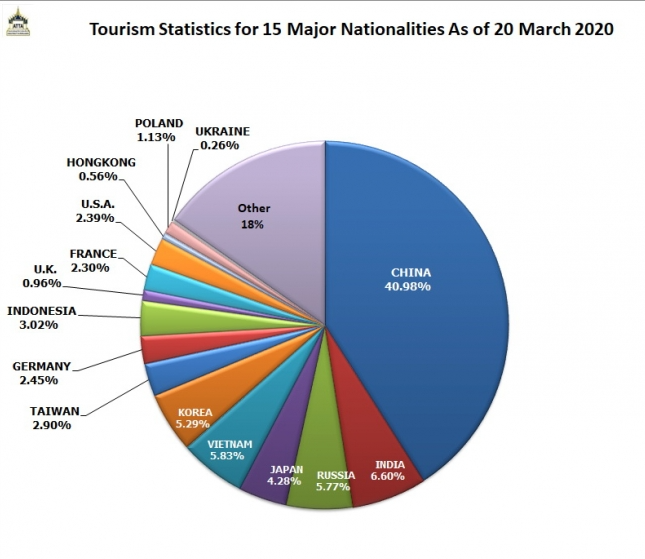 ATTA
Tourism Statistics for 15 Major Nationalities As of 20 March 2020
POLAND
1.13%
UKRAINE
0.26%
HONGKONG
0.56%
U.S.A.
2.39%
FRANCE
2.30%
U.K.
0.96%
INDONESIA
3.02%
GERMANY
2.45%
TAIWAN
2.90%
KOREA
5.29%
VIETNAM
5.83%
JAPAN
4.28%
RUSSIA
5.77%
INDIA
6.60%
CHINA
40.98%
Other
18%